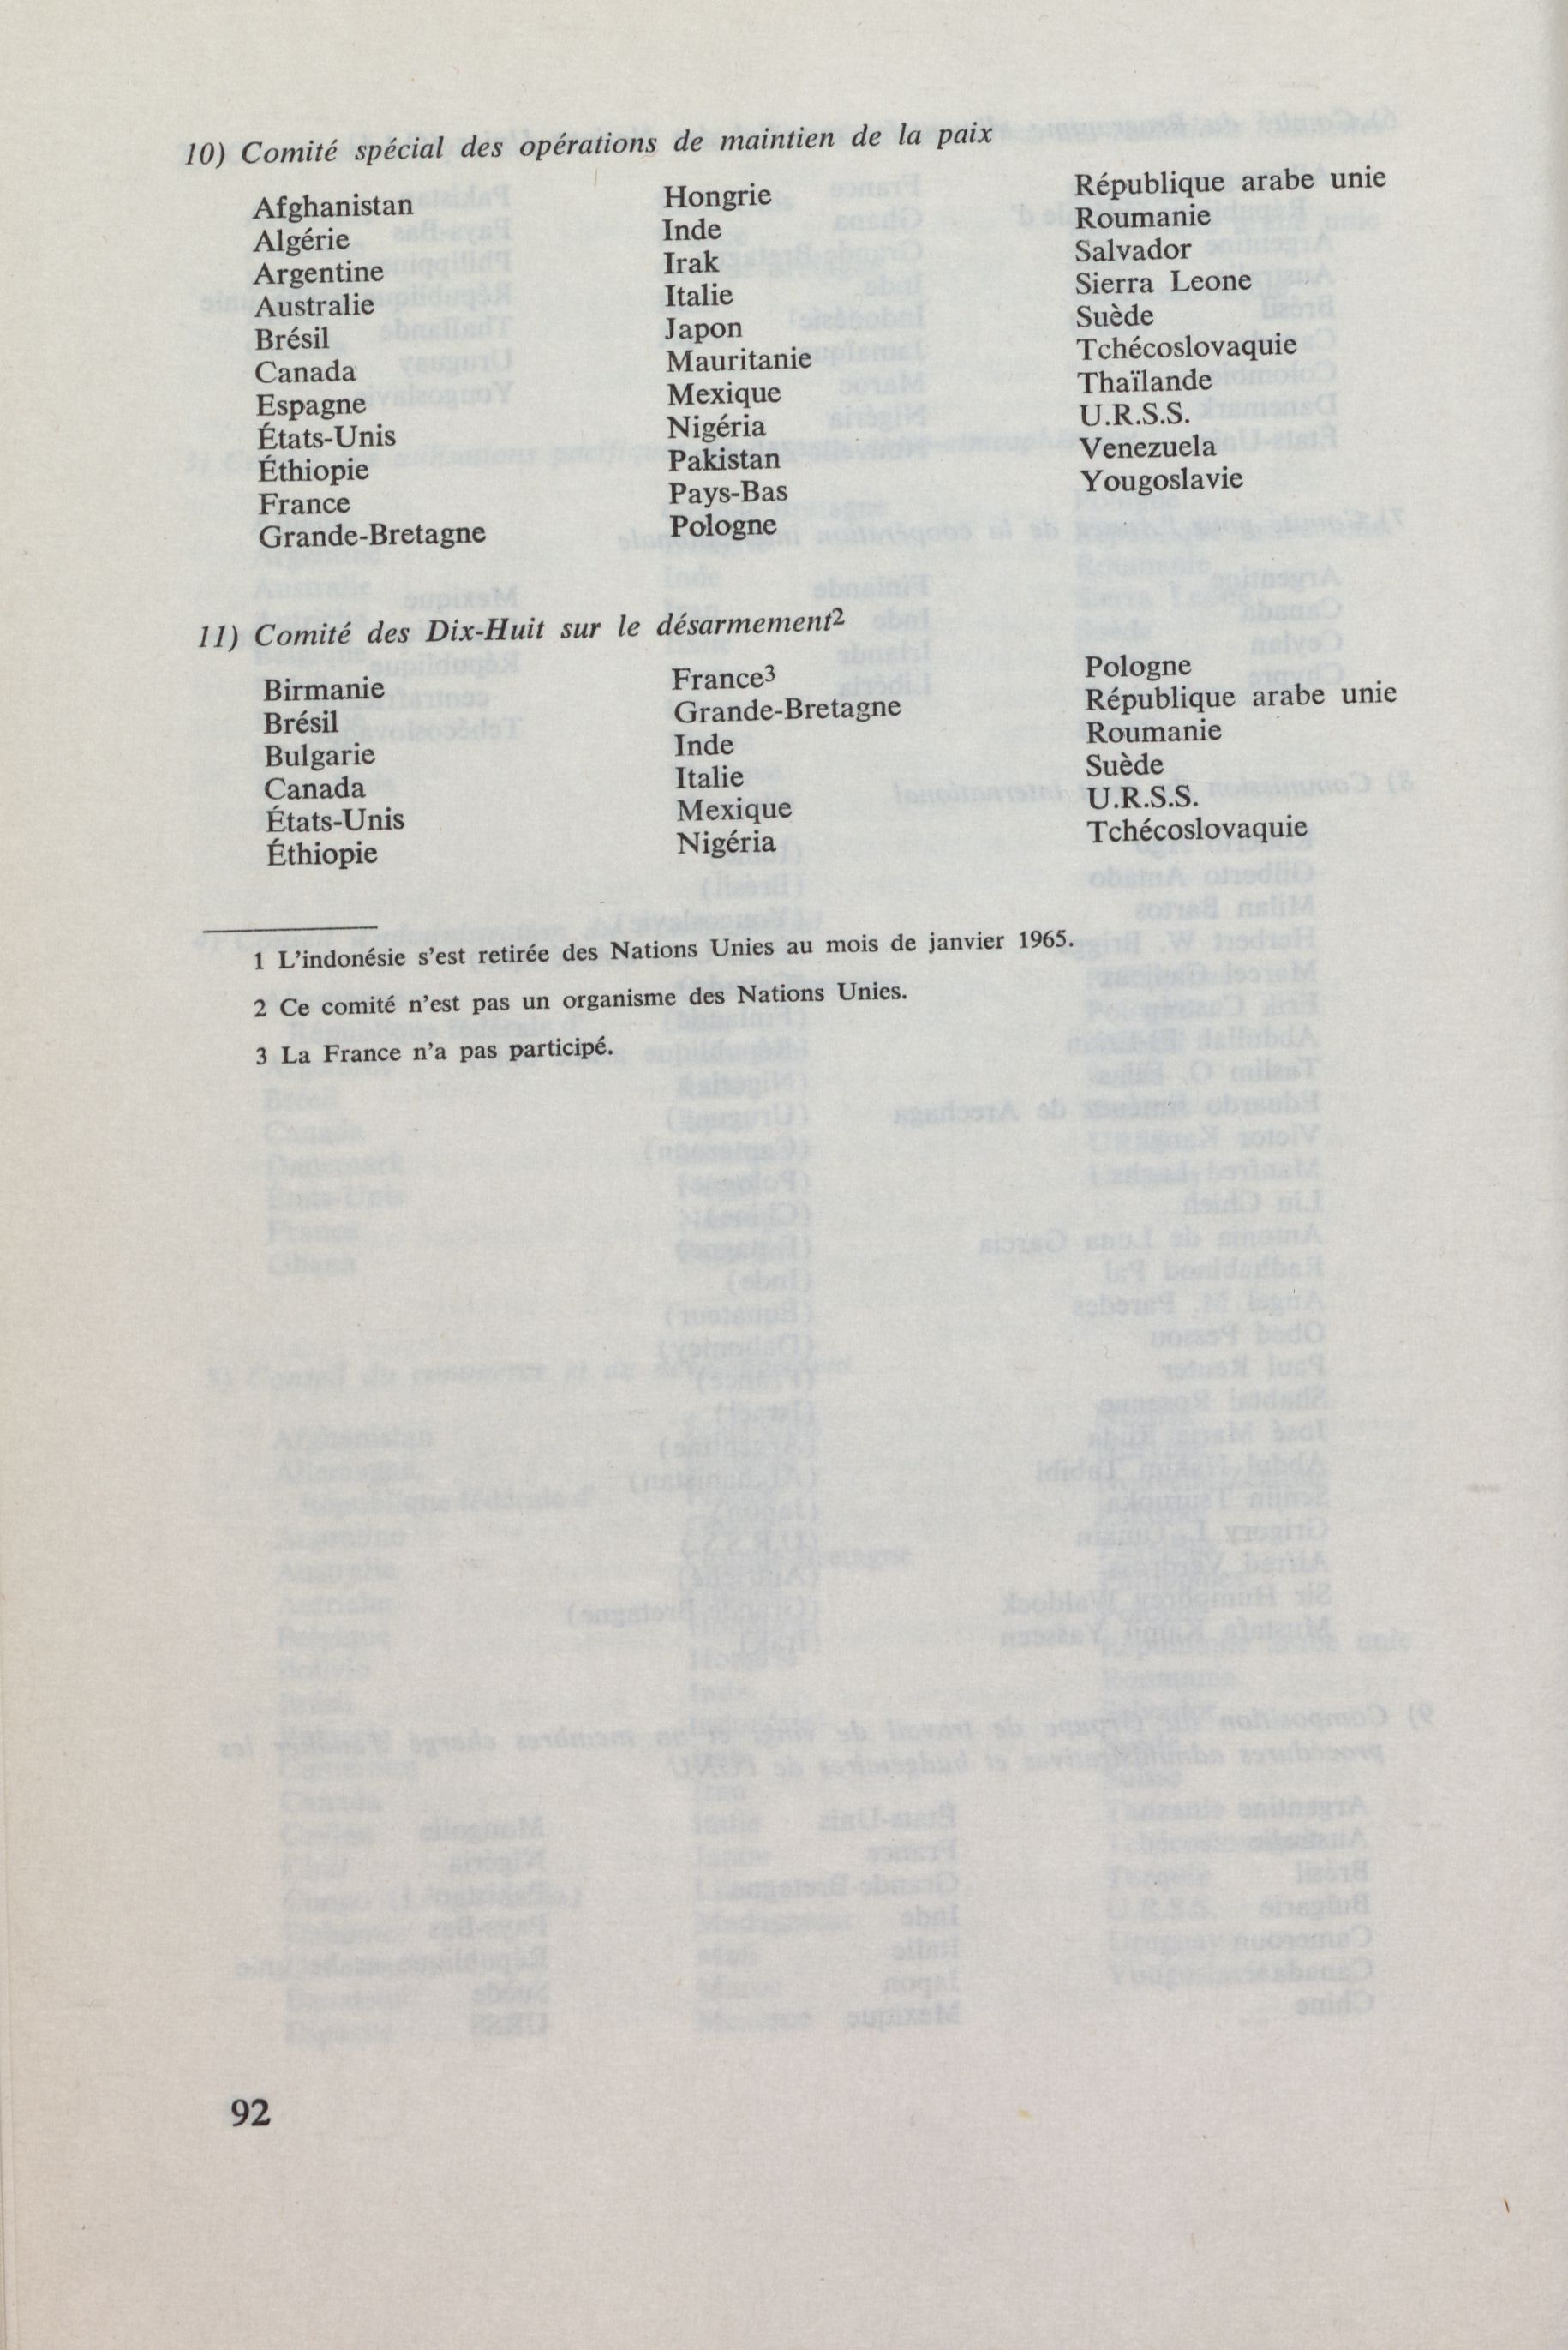 10) Comité spécial des opérations de maintien de la paix
Afghanistan
Algérie
Argentine
Australie
Brésil
Canada
Espagne
États-Unis
Éthiopie
France
Grande-Bretagne
Hongrie
Inde
Irak
Italie
Japon
Mauritanie
Mexique
Nigéria
Pakistan
Pays-Bas
Pologne
République arabe unie
Roumanie
Salvador
Sierra Leone
Suède
Tchécoslovaquie
Thaïlande
U.R.S.S.
Venezuela
Yougoslavie
11) Comité des Dix-Huit sur le désarmement2
Birmanie
Brésil
Bulgarie
Canada
États-Unis
Éthiopie
France3
Grande-Bretagne
Inde
Italie
Mexique
Nigéria
Pologne
République arabe unie
Roumanie
Suède
U.R.S.S.
Tchécoslovaquie
1 L'indonésie s'est retirée des Nations Unies au mois de janvier 1965.
2 Ce comité n'est pas un organisme des Nations Unies.
3 La France n'a pas participé.
92